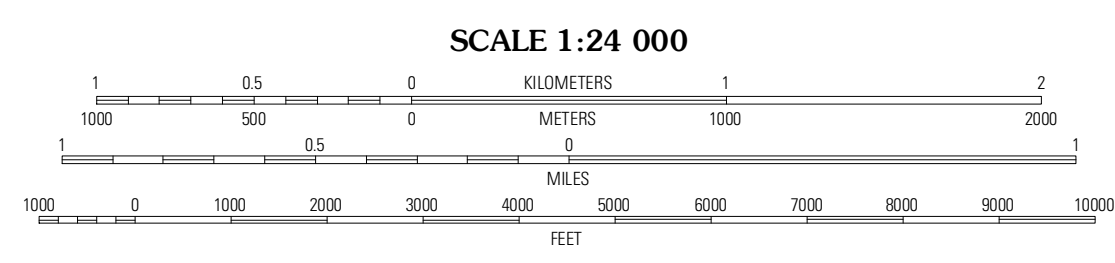 SCALE 1:24 000
1 0.5 0 KILOMETERS 1 2
1000 500 0 METERS 1000 2000
1 0.5 0 1
MILES
1000 0 1000 2000 3000 4000 5000 6000 7000 8000 9000 10000
FEET